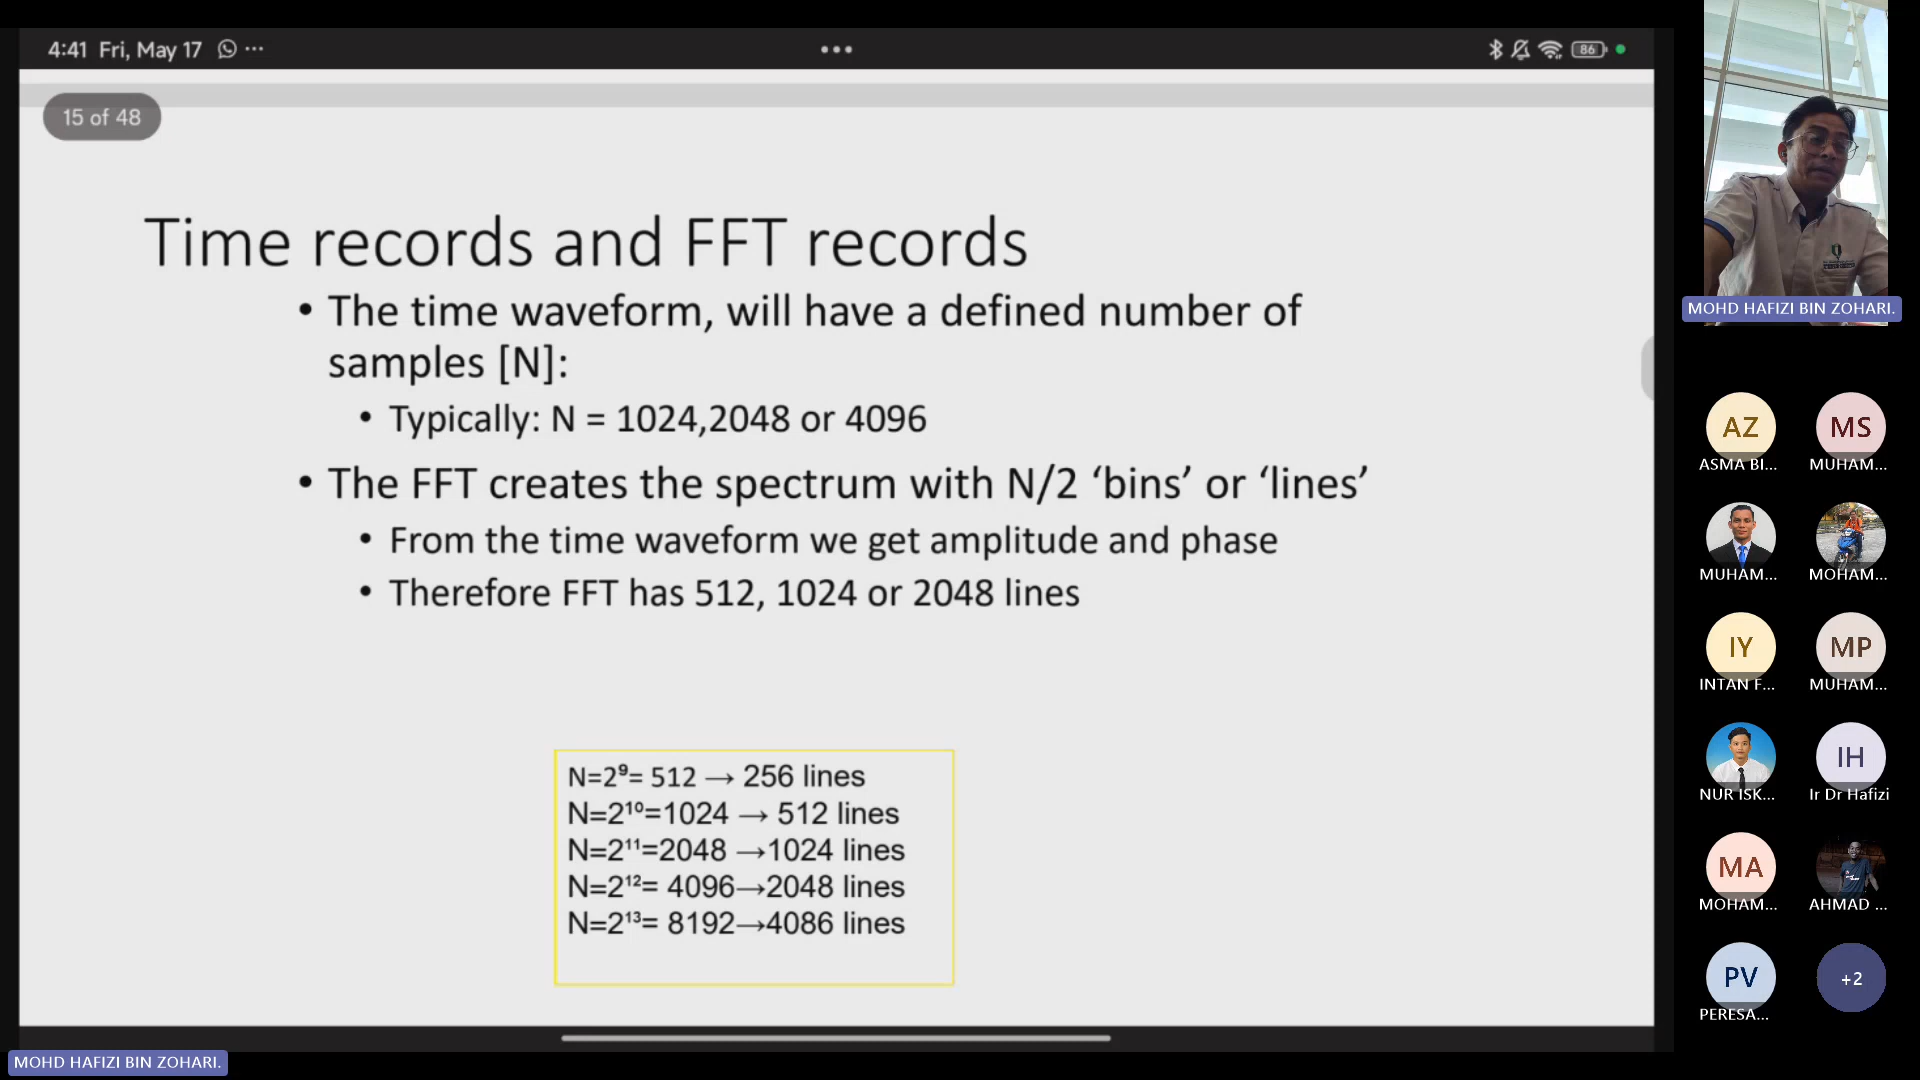 4:41 Fri, May 17 ...
86
15 of 48
Time records and FFT records
• The time waveform, will have a defined number of
samples [N]:
• Typically: N = 1024,2048 or 4096
• The FFT creates the spectrum with N/2 ‘bins’ or ‘lines’
• From the time waveform we get amplitude and phase
• Therefore FFT has 512, 1024 or 2048 lines
N=2⁹= 512 → 256 lines
N=2¹⁰=1024 → 512 lines
N=2¹¹=2048 →1024 lines
N=2¹²= 4096→2048 lines
N=2¹³= 8192→4086 lines
MOHD HAFIZI BIN ZOHARI.
MOHD HAFIZI BIN ZOHARI.
AZ
MS
ASMA BI...
MUHAM...
MUHAM...
MOHAM...
IY
MP
INTAN F...
MUHAM...
IH
NUR ISK...
Ir Dr Hafizi
MA
MOHAM...
AHMAD ...
PV
+2
PERESA...